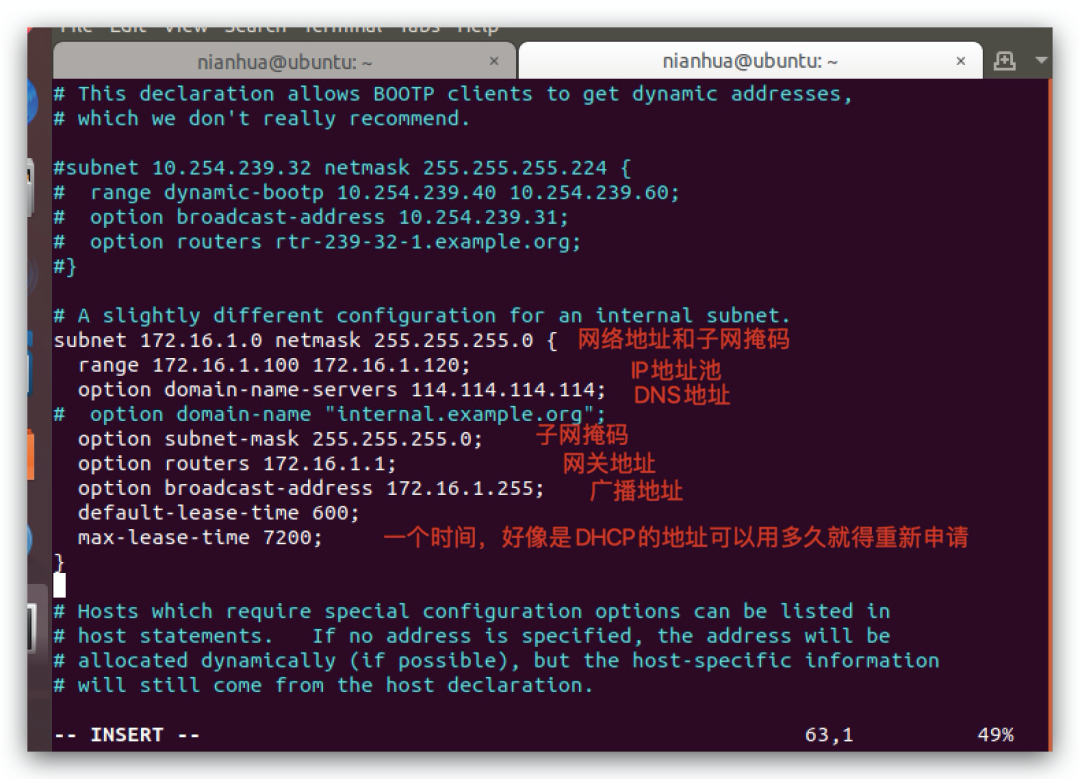 File Edit View Search Terminal Tabs Help
nianhua@ubuntu: ~ × nianhua@ubuntu: ~ ×
# This declaration allows BOOTP clients to get dynamic addresses,
# which we don't really recommend.
#subnet 10.254.239.32 netmask 255.255.255.224 {
#  range dynamic-bootp 10.254.239.40 10.254.239.60;
#  option broadcast-address 10.254.239.31;
#  option routers rtr-239-32-1.example.org;
#}
# A slightly different configuration for an internal subnet.
subnet 172.16.1.0 netmask 255.255.255.0 { 网络地址和子网掩码
  range 172.16.1.100 172.16.1.120; IP地址池
  option domain-name-servers 114.114.114.114; DNS地址
#  option domain-name "internal.example.org";
  option subnet-mask 255.255.255.0; 子网掩码
  option routers 172.16.1.1; 网关地址
  option broadcast-address 172.16.1.255; 广播地址
  default-lease-time 600;
  max-lease-time 7200; 一个时间，好像是DHCP的地址可以用多久就得重新申请
}
# Hosts which require special configuration options can be listed in
# host statements.   If no address is specified, the address will be
# allocated dynamically (if possible), but the host-specific information
# will still come from the host declaration.
-- INSERT -- 63,1 49%